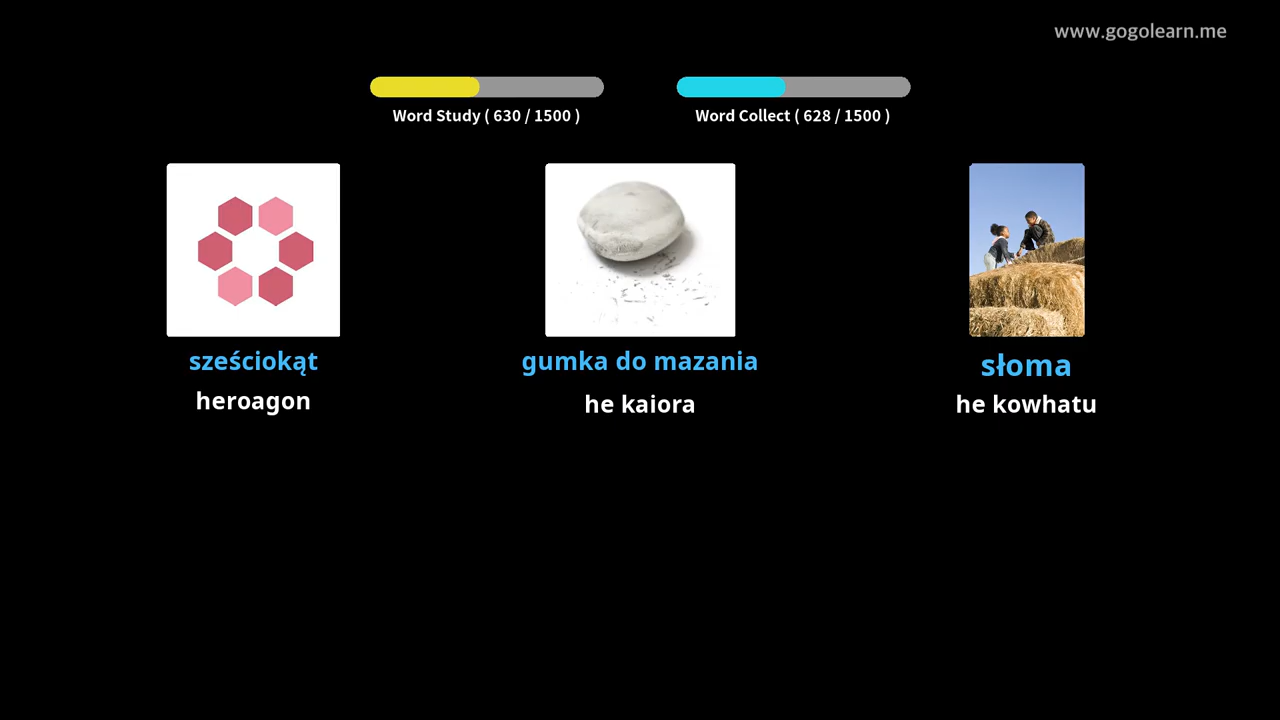 www.gogolearn.me
Word Study ( 630 / 1500 )
Word Collect ( 628 / 1500 )
sześciokąt
gumka do mazania
słoma
heroagon
he kaiora
he kowhatu